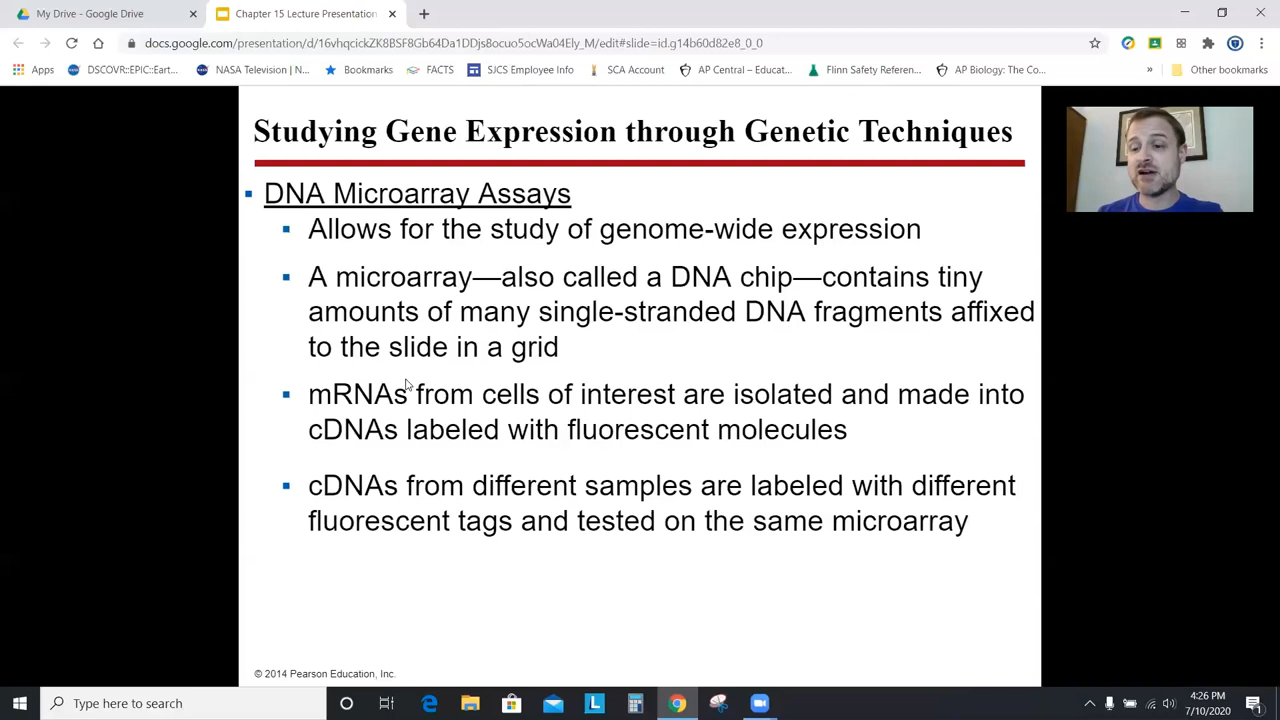 My Drive - Google Drive
Chapter 15 Lecture Presentation
docs.google.com/presentation/d/
Apps
DSCOVR::EPIC::Eart...
NASA Television | N...
Bookmarks
FACTS
SJCS Employee Info
SCA Account
AP Central – Educat...
Flinn Safety Referen...
AP Biology: The Co...
»
Other bookmarks
Studying Gene Expression through Genetic Techniques
DNA Microarray Assays
Allows for the study of genome-wide expression
A microarray—also called a DNA chip—contains tiny
amounts of many single-stranded DNA fragments affixed
to the slide in a grid
mRNAs from cells of interest are isolated and made into
cDNAs labeled with fluorescent molecules
cDNAs from different samples are labeled with different
fluorescent tags and tested on the same microarray
© 2014 Pearson Education, Inc.
Type here to search
L
4:26 PM
7/10/2020
1